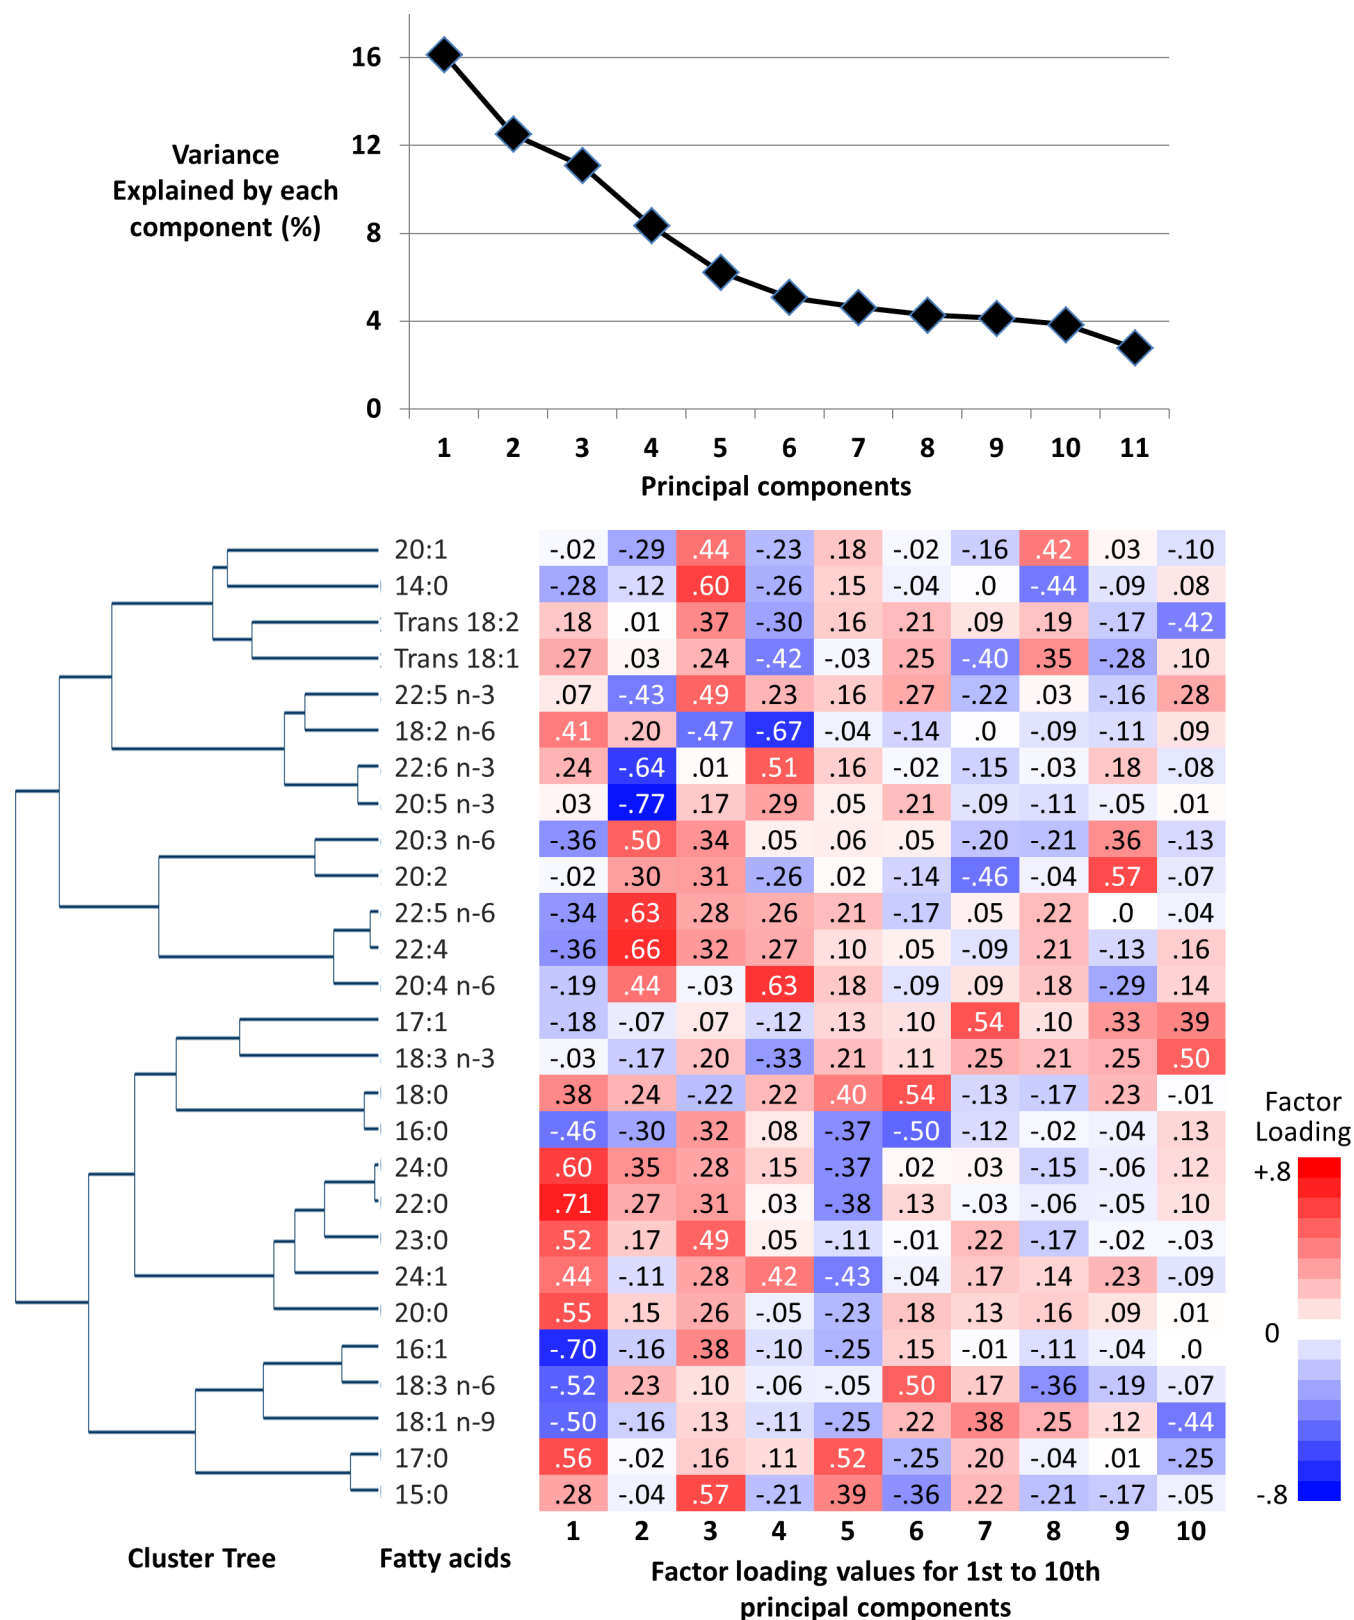 16
12
Variance
Explained by each
component (%)
8
4
0
1 2 3 4 5 6 7 8 9 10 11
Principal components
20:1 -.02 -.29 .44 -.23 .18 -.02 -.16 .42 .03 -.10
14:0 -.28 -.12 .60 -.26 .15 -.04 .0 -.44 -.09 .08
Trans 18:2 .18 .01 .37 -.30 .16 .21 .09 .19 -.17 -.42
Trans 18:1 .27 .03 .24 -.42 -.03 .25 -.40 .35 -.28 .10
22:5 n-3 .07 -.43 .49 .23 .16 .27 -.22 .03 -.16 .28
18:2 n-6 .41 .20 -.47 -.67 -.04 -.14 .0 -.09 -.11 .09
22:6 n-3 .24 -.64 .01 .51 .16 -.02 -.15 -.03 .18 -.08
20:5 n-3 .03 -.77 .17 .29 .05 .21 -.09 -.11 -.05 .01
20:3 n-6 -.36 .50 .34 .05 .06 .05 -.20 -.21 .36 -.13
20:2 -.02 .30 .31 -.26 .02 -.14 -.46 -.04 .57 -.07
22:5 n-6 -.34 .63 .28 .26 .21 -.17 .05 .22 .0 -.04
22:4 -.36 .66 .32 .27 .10 .05 -.09 .21 -.13 .16
20:4 n-6 -.19 .44 -.03 .63 .18 -.09 .09 .18 -.29 .14
17:1 -.18 -.07 .07 -.12 .13 .10 .54 .10 .33 .39
18:3 n-3 -.03 -.17 .20 -.33 .21 .11 .25 .21 .25 .50
18:0 .38 .24 -.22 .22 .40 .54 -.13 -.17 .23 -.01
16:0 -.46 -.30 .32 .08 -.37 -.50 -.12 -.02 -.04 .13
24:0 .60 .35 .28 .15 -.37 .02 .03 -.15 -.06 .12
22:0 .71 .27 .31 .03 -.38 .13 -.03 -.06 -.05 .10
23:0 .52 .17 .49 .05 -.11 -.01 .22 -.17 -.02 -.03
24:1 .44 -.11 .28 .42 -.43 -.04 .17 .14 .23 -.09
20:0 .55 .15 .26 -.05 -.23 .18 .13 .16 .09 .01
16:1 -.70 -.16 .38 -.10 -.25 .15 -.01 -.11 -.04 .0
18:3 n-6 -.52 .23 .10 -.06 -.05 .50 .17 -.36 -.19 -.07
18:1 n-9 -.50 -.16 .13 -.11 -.25 .22 .38 .25 .12 -.44
17:0 .56 -.02 .16 .11 .52 -.25 .20 -.04 .01 -.25
15:0 .28 -.04 .57 -.21 .39 -.36 .22 -.21 -.17 -.05
1 2 3 4 5 6 7 8 9 10
Cluster Tree
Fatty acids
Factor loading values for 1st to 10th
principal components
Factor
Loading
+.8
0
-.8